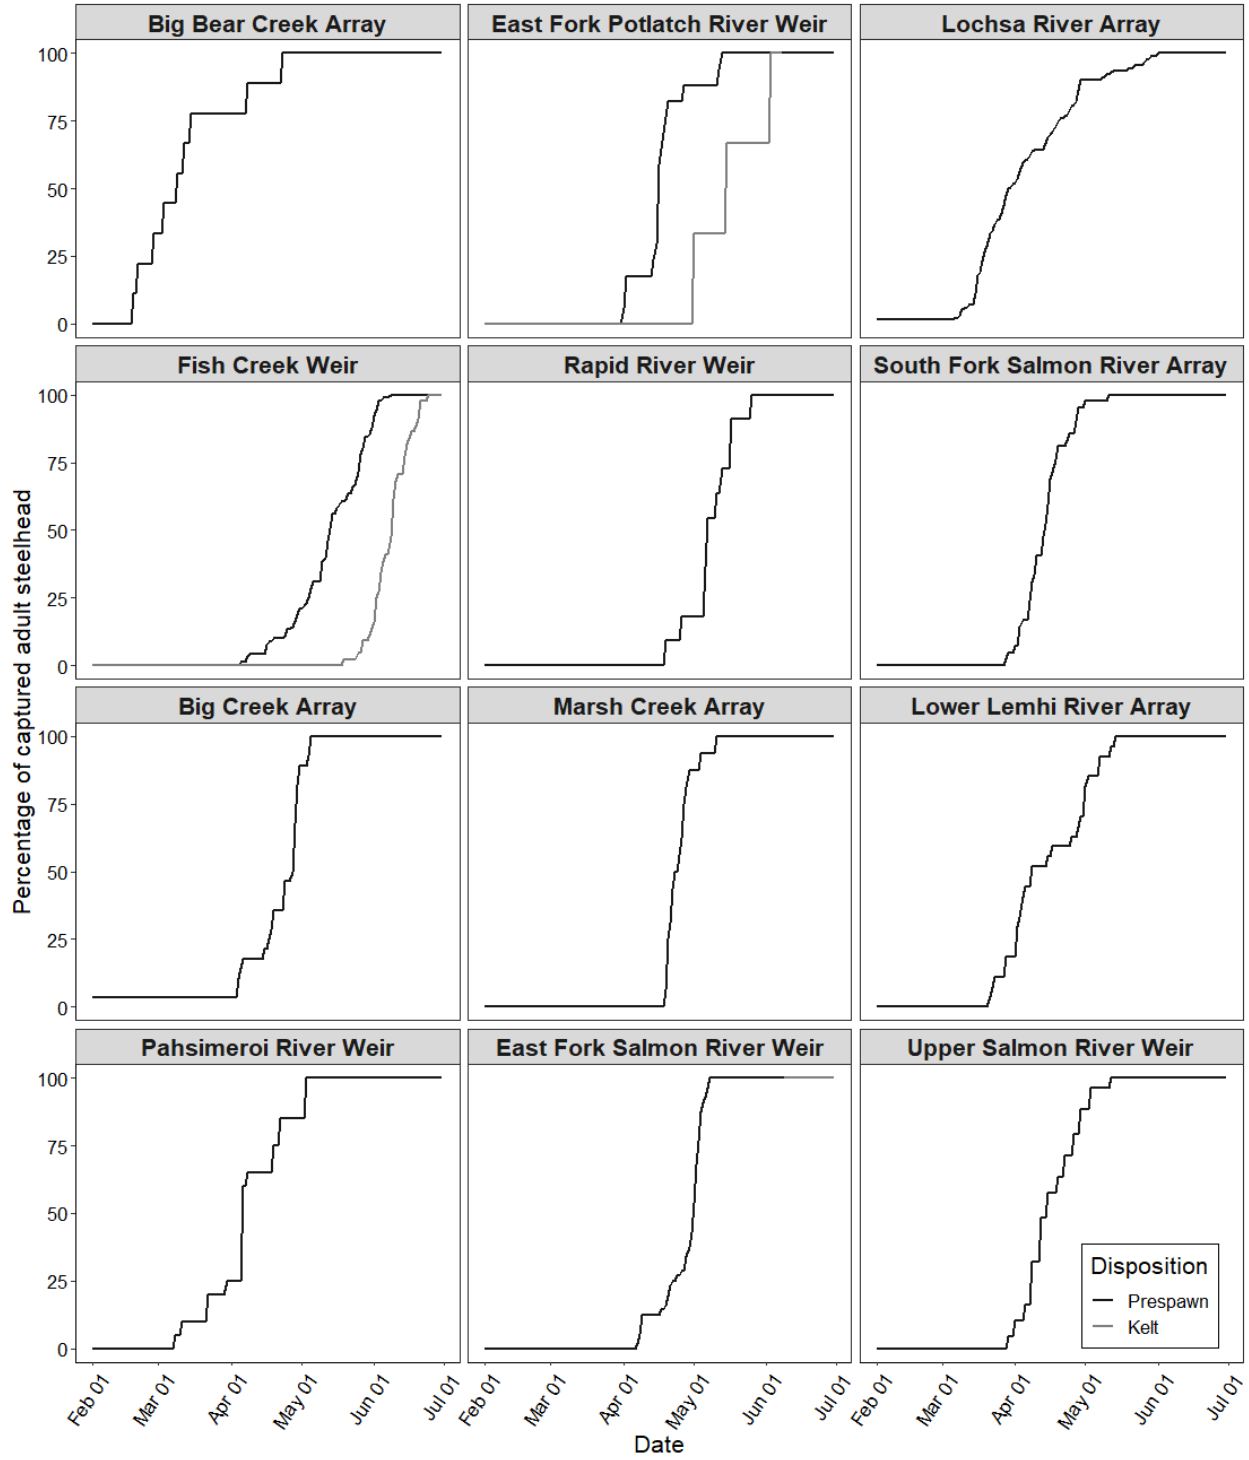 Big Bear Creek Array
East Fork Potlatch River Weir
Lochsa River Array
100
75
50
25
0
Fish Creek Weir
Rapid River Weir
South Fork Salmon River Array
100
75
50
25
0
Percentage of captured adult steelhead
Big Creek Array
Marsh Creek Array
Lower Lemhi River Array
100
75
50
25
0
Pahsimeroi River Weir
East Fork Salmon River Weir
Upper Salmon River Weir
100
75
50
25
0
Disposition
Prespawn
Kelt
Feb 01
Mar 01
Apr 01
May 01
Jun 01
Jul 01
Feb 01
Mar 01
Apr 01
May 01
Jun 01
Jul 01
Feb 01
Mar 01
Apr 01
May 01
Jun 01
Jul 01
Date